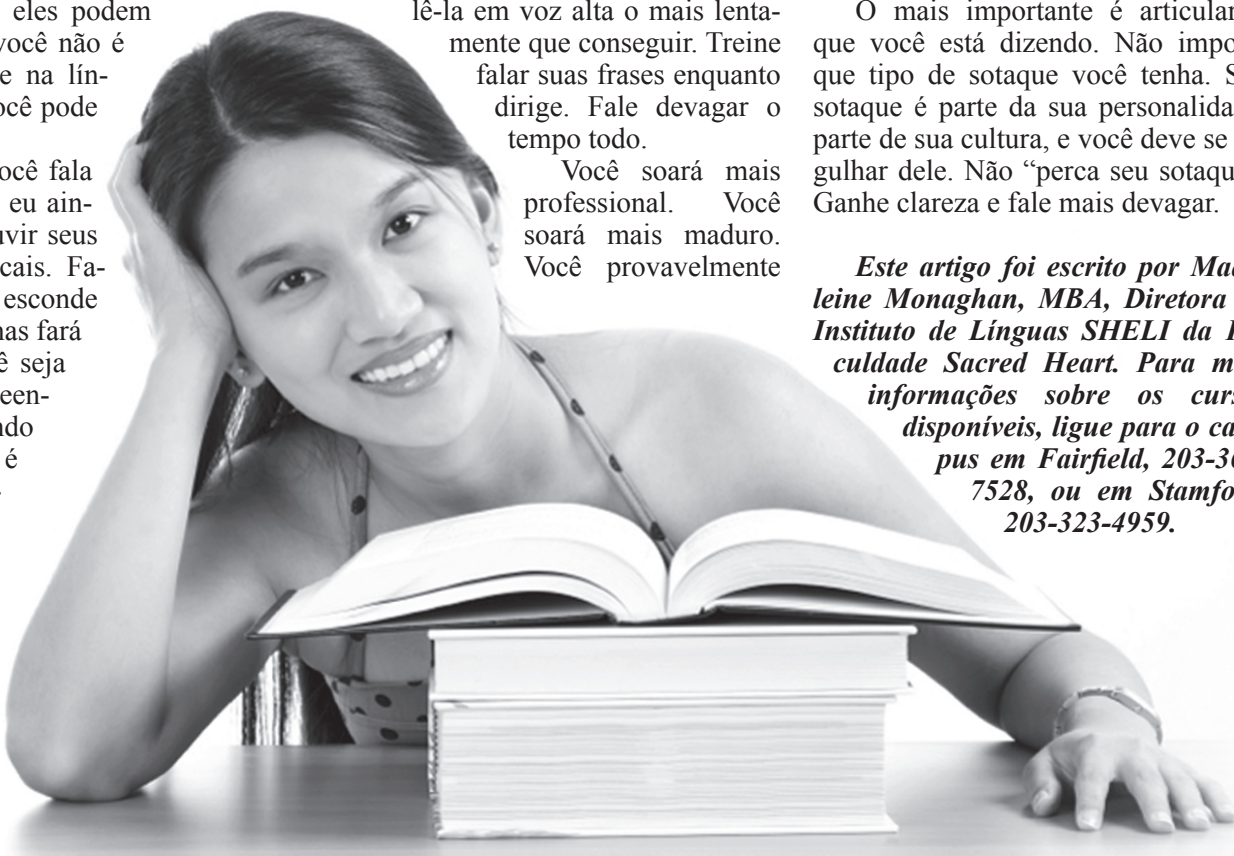 eles podem
você não é
e na lín-
ocê pode
ocê fala
eu ain-
uvir seus
cais. Fa-
esconde
nas fará
ê seja
een-
ndo
é
lê-la em voz alta o mais lenta-
mente que conseguir. Treine
falar suas frases enquanto
dirige. Fale devagar o
tempo todo.
Você soará mais
professional. Você
soará mais maduro.
Você provavelmente
O mais importante é articular
que você está dizendo. Não impo
que tipo de sotaque você tenha. S
sotaque é parte da sua personalida
parte de sua cultura, e você deve se
gulhar dele. Não “perca seu sotaqu
Ganhe clareza e fale mais devagar.
Este artigo foi escrito por Ma
leine Monaghan, MBA, Diretora
Instituto de Línguas SHELI da
culdade Sacred Heart. Para m
informações sobre os curs
disponíveis, ligue para o ca
pus em Fairfield, 203-36
7528, ou em Stamfo
203-323-4959.